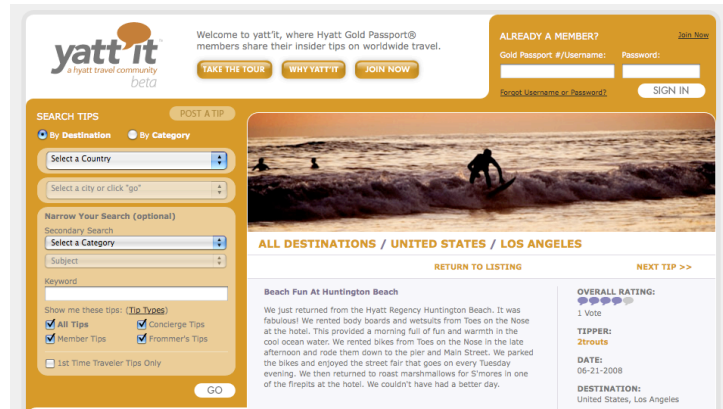 yatt'it
a hyatt travel community
beta
Welcome to yatt'it, where Hyatt Gold Passport®
members share their insider tips on worldwide travel.
TAKE THE TOUR
WHY YATT'IT
JOIN NOW
ALREADY A MEMBER?
Join Now
Gold Passport #/Username:
Password:
Forgot Username or Password?
SIGN IN
SEARCH TIPS
POST A TIP
By Destination
By Category
Select a Country
Select a city or click "go"
Narrow Your Search (optional)
Secondary Search
Select a Category
Subject
Keyword
Show me these tips: (Tip Types)
All Tips
Concierge Tips
Member Tips
Frommer's Tips
1st Time Traveler Tips Only
GO
ALL DESTINATIONS / UNITED STATES / LOS ANGELES
RETURN TO LISTING
NEXT TIP >>
Beach Fun At Huntington Beach
We just returned from the Hyatt Regency Huntington Beach. It was
fabulous! We rented body boards and wetsuits from Toes on the Nose
at the hotel. This provided a morning full of fun and warmth in the
cool ocean water. We rented bikes from Toes on the Nose in the late
afternoon and rode them down to the pier and Main Street. We parked
the bikes and enjoyed the street fair that goes on every Tuesday
evening. We then returned to roast marshmallows for S'mores in one
of the firepits at the hotel. We couldn't have had a better day.
OVERALL RATING:
1 Vote
TIPPER:
2trouts
DATE:
06-21-2008
DESTINATION:
United States, Los Angeles